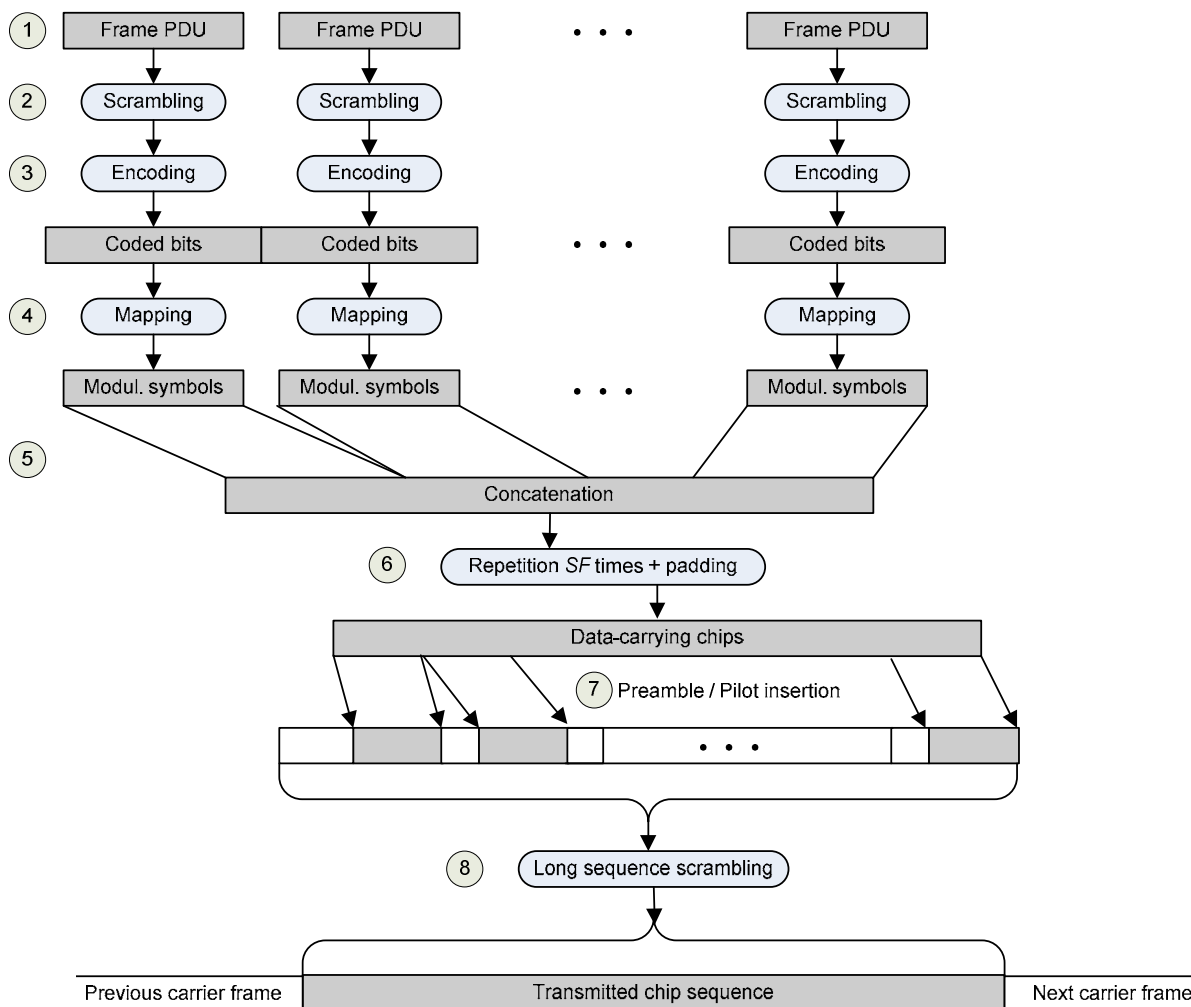 1 Frame PDU Frame PDU • • • Frame PDU
2 Scrambling Scrambling Scrambling
3 Encoding Encoding Encoding
Coded bits Coded bits • • • Coded bits
4 Mapping Mapping Mapping
Modul. symbols Modul. symbols • • • Modul. symbols
5
Concatenation
6 Repetition SF times + padding
Data-carrying chips
7 Preamble / Pilot insertion
• • •
8 Long sequence scrambling
Previous carrier frame Transmitted chip sequence Next carrier frame